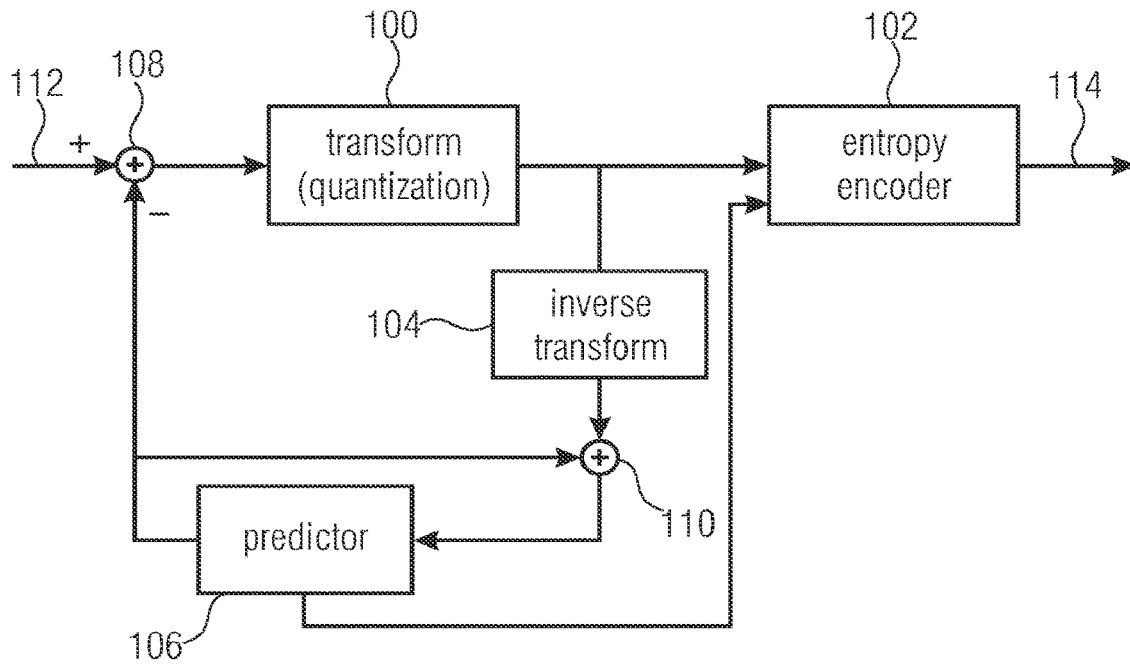 100
102
108
112
114
+
+
−
transform
(quantization)
entropy
encoder
inverse
transform
104
+
110
predictor
106